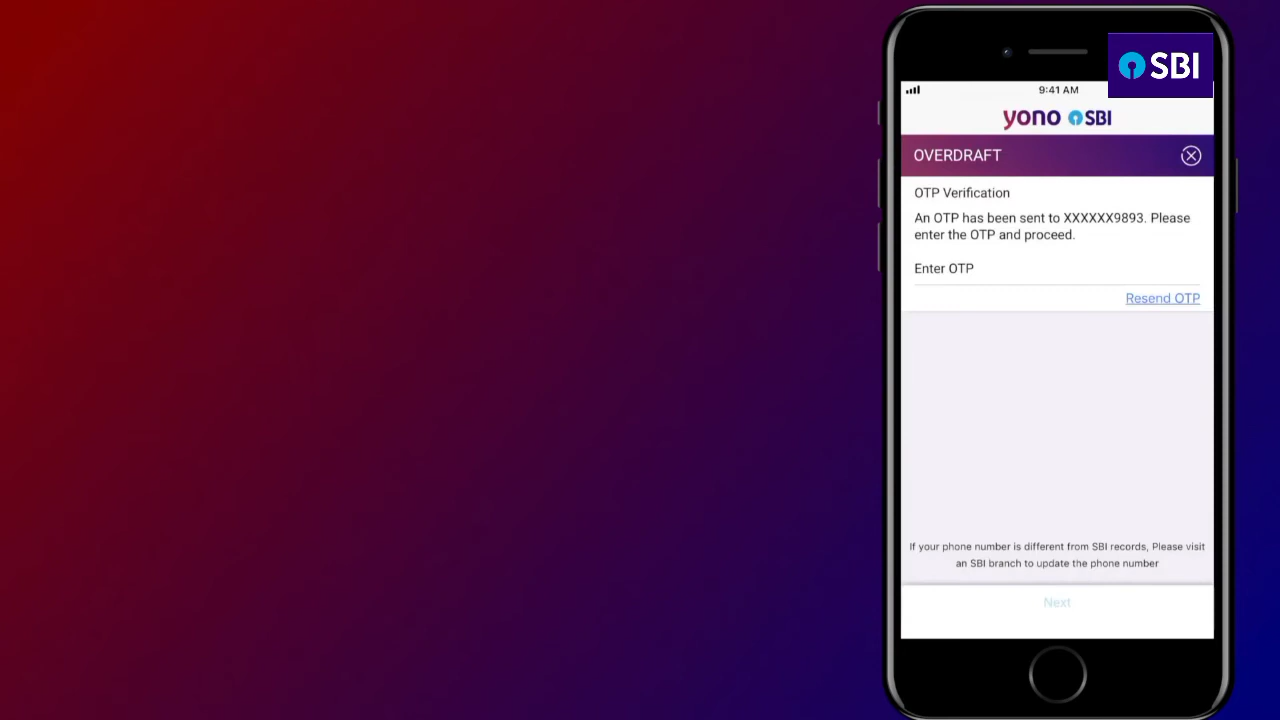 SBI
9:41 AM
yono SBI
OVERDRAFT
OTP Verification
An OTP has been sent to XXXXXX9893. Please
enter the OTP and proceed.
Enter OTP
Resend OTP
If your phone number is different from SBI records, Please visit
an SBI branch to update the phone number
Next